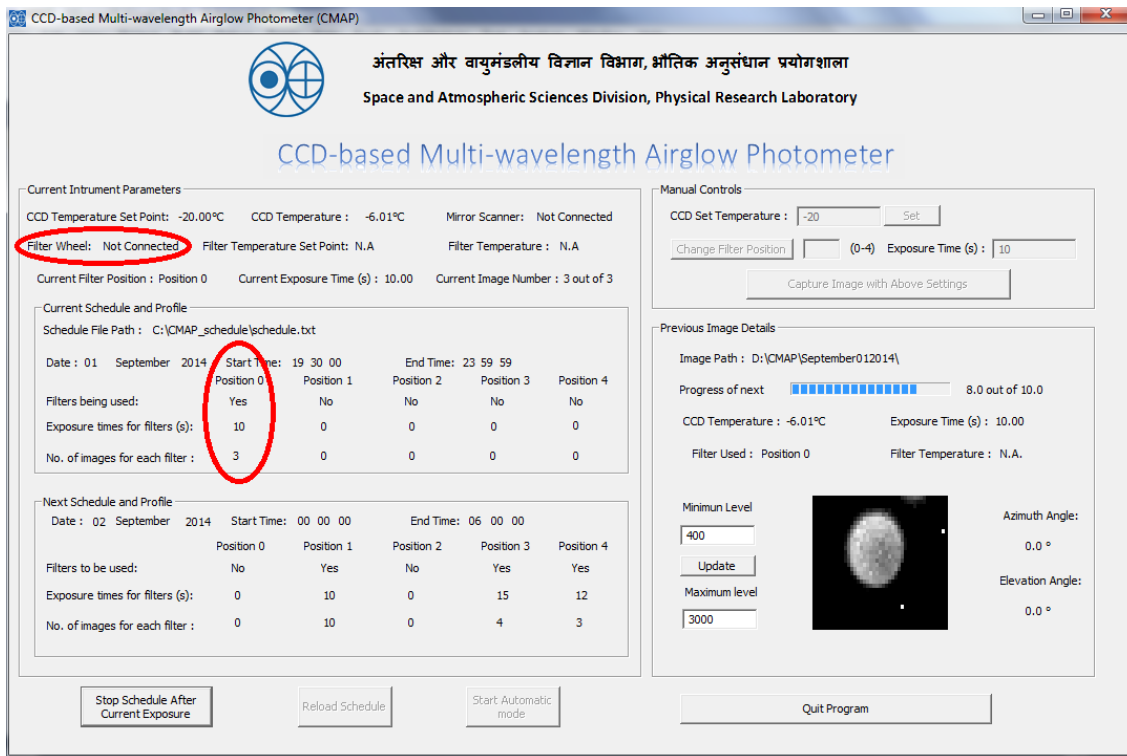 CCD-based Multi-wavelength Airglow Photometer (CMAP)
अंतरिक्ष और वायुमंडलीय विज्ञान विभाग, भौतिक अनुसंधान प्रयोगशाला
Space and Atmospheric Sciences Division, Physical Research Laboratory
CCD-based Multi-wavelength Airglow Photometer
Current Intrument Parameters
CCD Temperature Set Point: -20.00ºC CCD Temperature : -6.01ºC Mirror Scanner: Not Connected
Filter Wheel: Not Connected Filter Temperature Set Point: N.A Filter Temperature : N.A
Current Filter Position : Position 0 Current Exposure Time (s) : 10.00 Current Image Number : 3 out of 3
Current Schedule and Profile
Schedule File Path : C:\CMAP_schedule\schedule.txt
Date : 01 September 2014 Start Time: 19 30 00 End Time: 23 59 59
Position 0 Position 1 Position 2 Position 3 Position 4
Filters being used: Yes No No No No
Exposure times for filters (s): 10 0 0 0 0
No. of images for each filter : 3 0 0 0 0
Next Schedule and Profile
Date : 02 September 2014 Start Time: 00 00 00 End Time: 06 00 00
Position 0 Position 1 Position 2 Position 3 Position 4
Filters to be used: No Yes No Yes Yes
Exposure times for filters (s): 0 10 0 15 12
No. of images for each filter : 0 10 0 4 3
Stop Schedule After
Current Exposure
Reload Schedule
Start Automatic
mode
Manual Controls
CCD Set Temperature : -20 Set
Change Filter Position (0-4) Exposure Time (s) : 10
Capture Image with Above Settings
Previous Image Details
Image Path : D:\CMAP\September012014\
Progress of next 8.0 out of 10.0
CCD Temperature : -6.01ºC Exposure Time (s) : 10.00
Filter Used : Position 0 Filter Temperature : N.A.
Minimun Level
400
Update
Maximum level
3000
Azimuth Angle:
0.0 º
Elevation Angle:
0.0 º
Quit Program